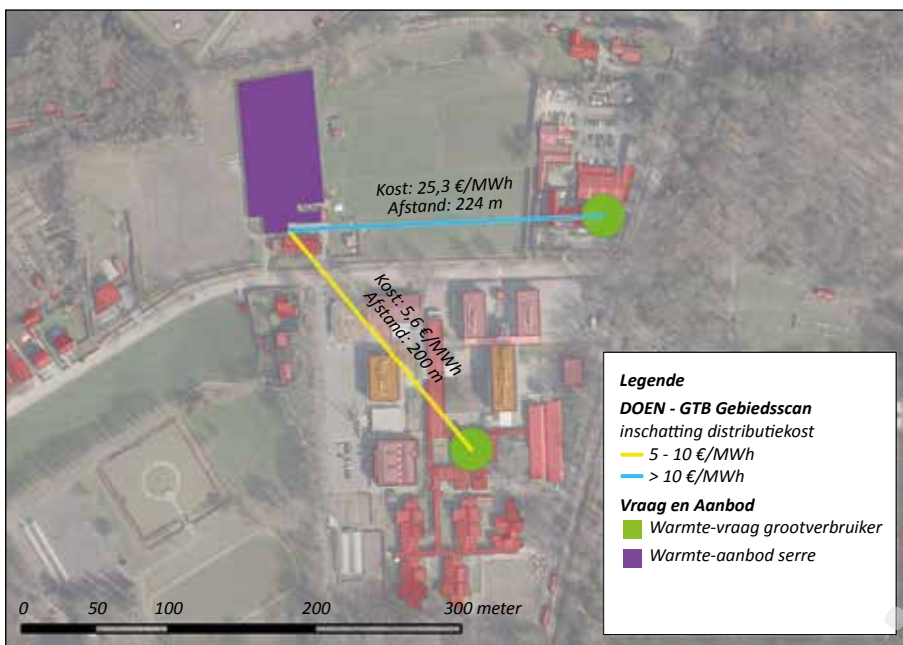 Kost: 25,3 €/MWh
Afstand: 224 m
Kost: 5,6 €/MWh
Afstand: 200 m
Legende
DOEN - GTB Gebiedsscan
inschatting distributiekost
5 - 10 €/MWh
> 10 €/MWh
Vraag en Aanbod
Warmte-vraag grootverbruiker
Warmte-aanbod serre
0 50 100 200 300 meter